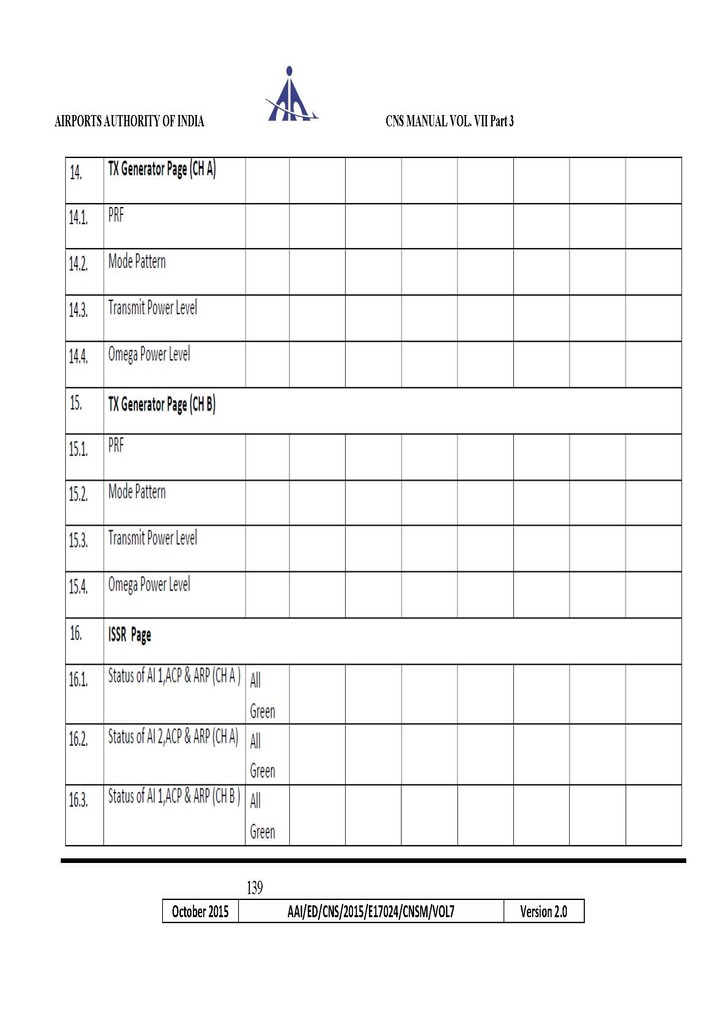 AIRPORTS AUTHORITY OF INDIA CNS MANUAL VOL. VII Part 3
14. TX Generator Page (CH A)
14.1. PRF
14.2. Mode Pattern
14.3. Transmit Power Level
14.4. Omega Power Level
15. TX Generator Page (CH B)
15.1. PRF
15.2. Mode Pattern
15.3. Transmit Power Level
15.4. Omega Power Level
16. ISSR Page
16.1. Status of AI 1,ACP & ARP (CH A ) All
Green
16.2. Status of AI 2,ACP & ARP (CH A) All
Green
16.3. Status of AI 1,ACP & ARP (CH B ) All
Green
139
October 2015 AAI/ED/CNS/2015/E17024/CNSM/VOL7 Version 2.0